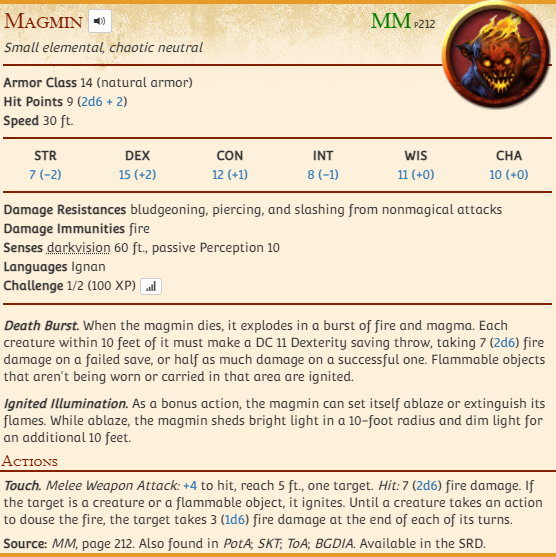 Magmin MM P212
Small elemental, chaotic neutral
Armor Class 14 (natural armor)
Hit Points 9 (2d6 + 2)
Speed 30 ft.
STR DEX CON INT WIS CHA
7 (−2) 15 (+2) 12 (+1) 8 (−1) 11 (+0) 10 (+0)
Damage Resistances bludgeoning, piercing, and slashing from nonmagical attacks
Damage Immunities fire
Senses darkvision 60 ft., passive Perception 10
Languages Ignan
Challenge 1/2 (100 XP)
Death Burst. When the magmin dies, it explodes in a burst of fire and magma. Each
creature within 10 feet of it must make a DC 11 Dexterity saving throw, taking 7 (2d6) fire
damage on a failed save, or half as much damage on a successful one. Flammable objects
that aren't being worn or carried in that area are ignited.
Ignited Illumination. As a bonus action, the magmin can set itself ablaze or extinguish its
flames. While ablaze, the magmin sheds bright light in a 10-foot radius and dim light for
an additional 10 feet.
Actions
Touch. Melee Weapon Attack: +4 to hit, reach 5 ft., one target. Hit: 7 (2d6) fire damage. If
the target is a creature or a flammable object, it ignites. Until a creature takes an action
to douse the fire, the target takes 3 (1d6) fire damage at the end of each of its turns.
Source: MM, page 212. Also found in PotA; SKT; ToA; BGDIA. Available in the SRD.